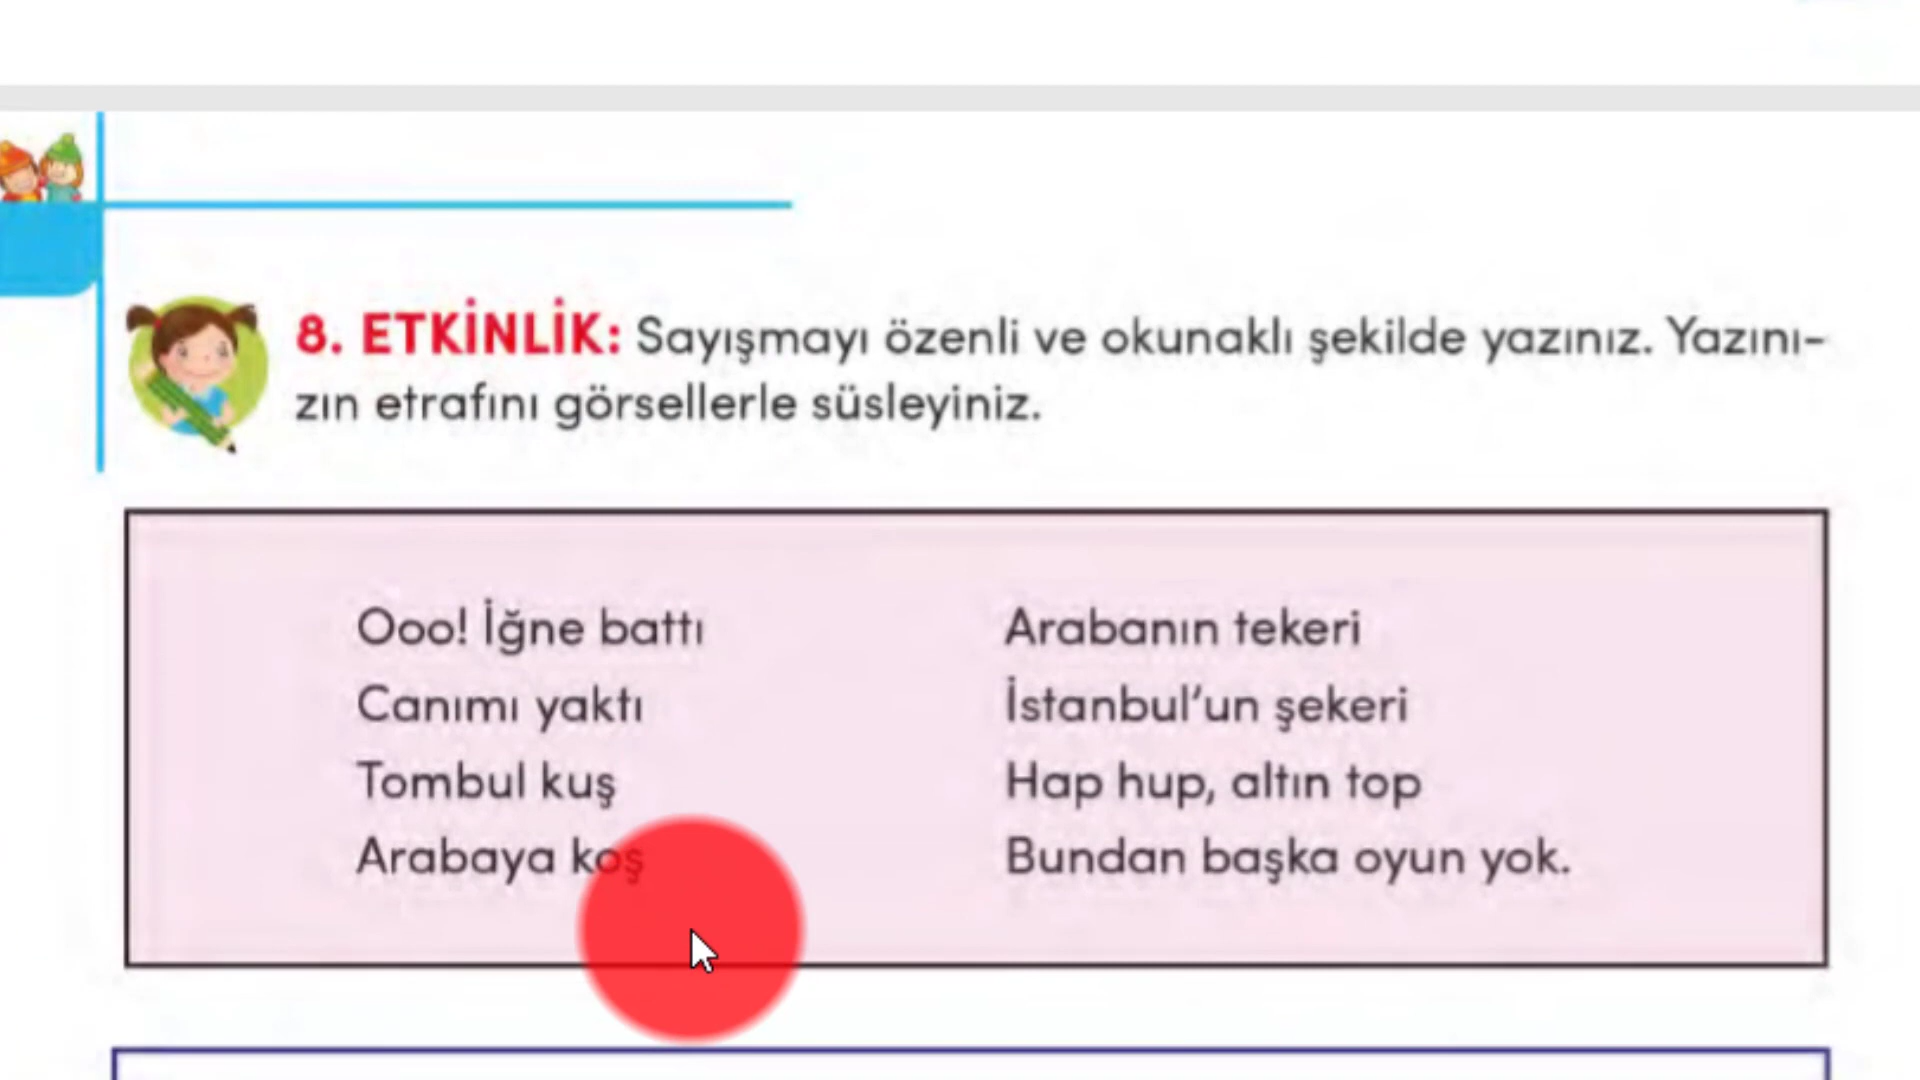 8. ETKİNLİK: Sayışmayı özenli ve okunaklı şekilde yazınız. Yazını-
zın etrafını görsellerle süsleyiniz.
Ooo! İğne battı
Canımı yaktı
Tombul kuş
Arabaya koş
Arabanın tekeri
İstanbul’un şekeri
Hap hup, altın top
Bundan başka oyun yok.